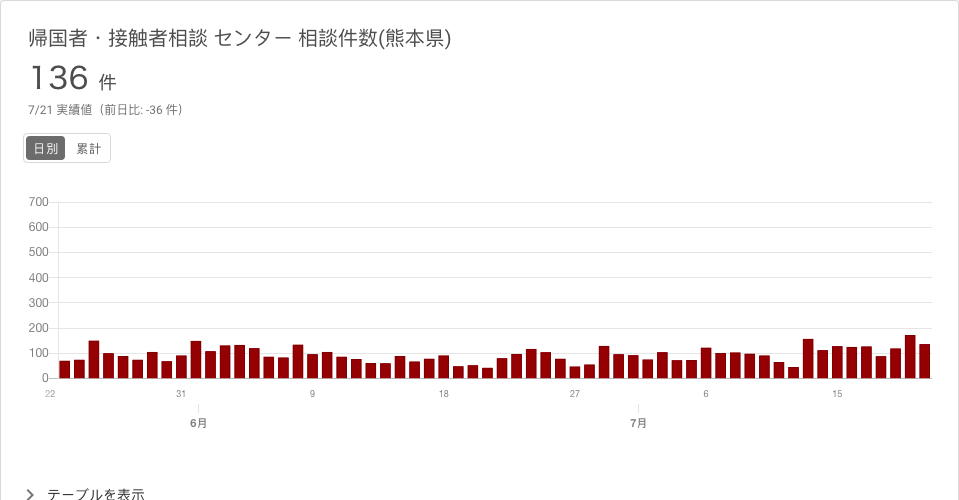 帰国者・接触者相談 センター 相談件数(熊本県)
136 件
7/21 実績値（前日比: -36 件）
日別 累計
700
600
500
400
300
200
100
0
22 31 9 18 27 6 15
6月 7月
テーブルを表示